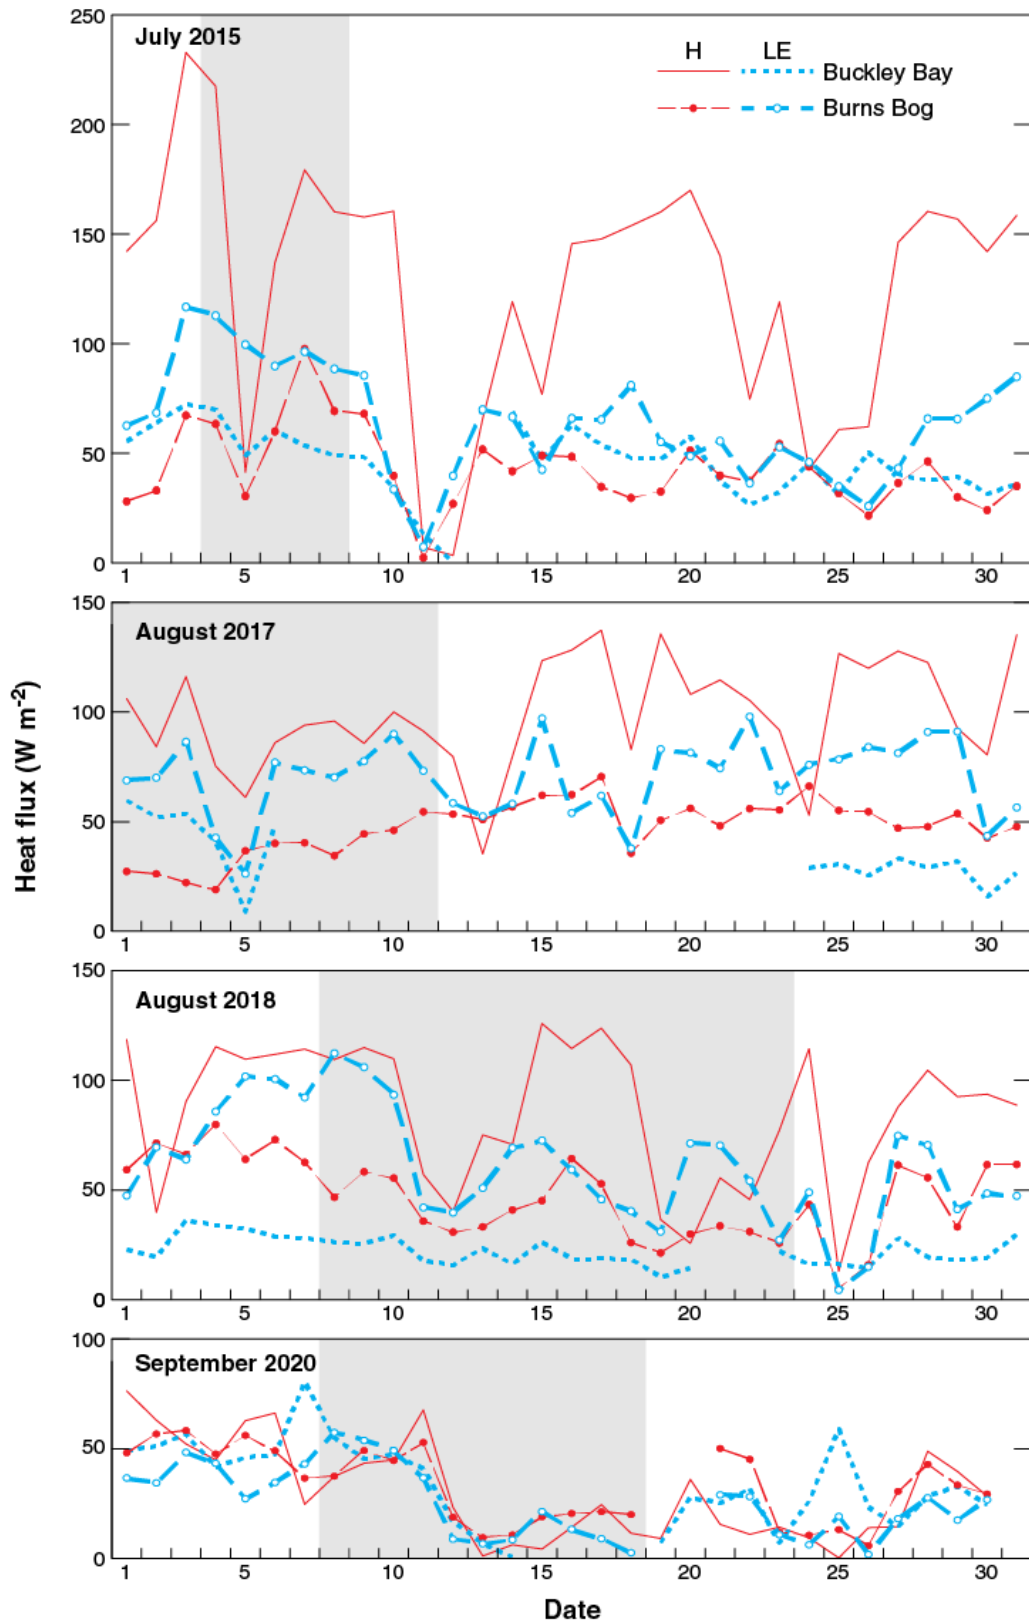 250
July 2015
H LE
Buckley Bay
Burns Bog
200
150
100
50
0
1 5 10 15 20 25 30
150
August 2017
100
50
0
1 5 10 15 20 25 30
Heat flux (W m⁻²)
150
August 2018
100
50
0
1 5 10 15 20 25 30
100
September 2020
50
0
1 5 10 15 20 25 30
Date